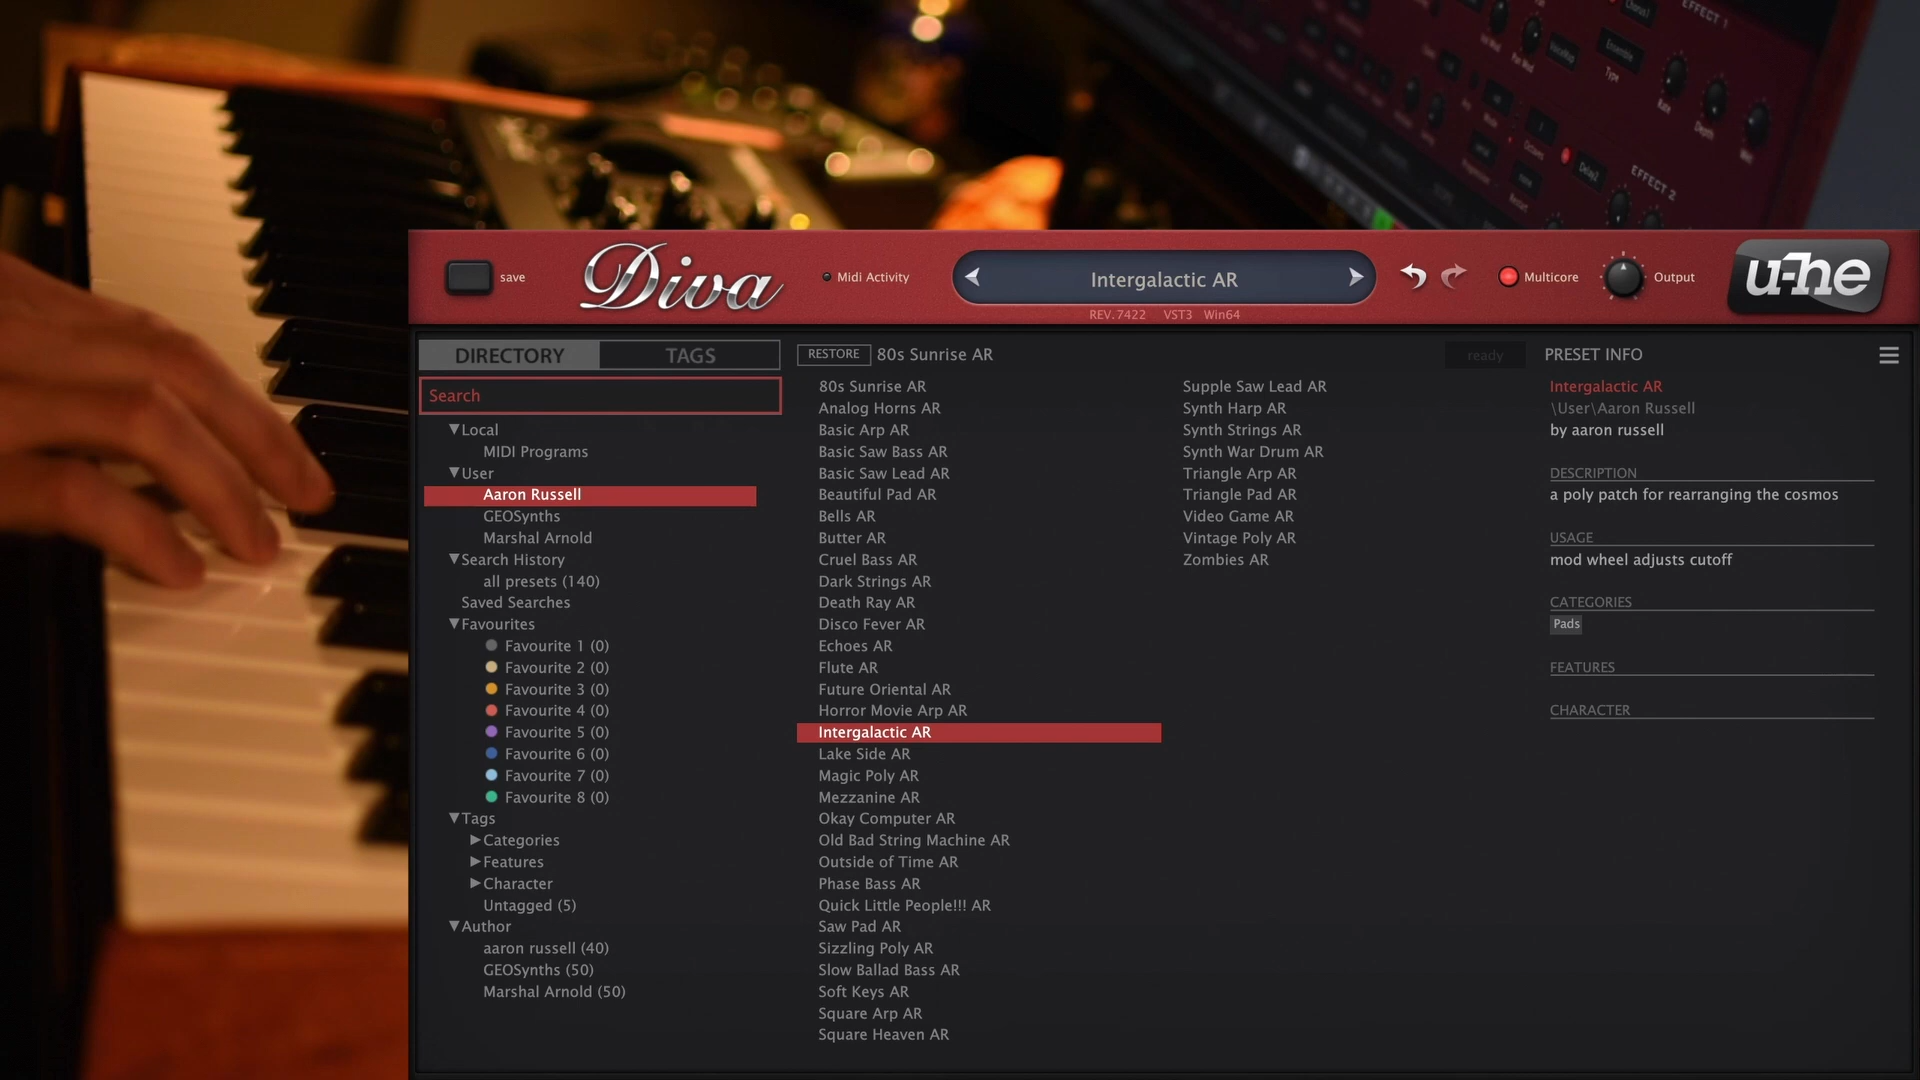 EFFECT 1
Chorus1
Ensemble
Type
Rate
Depth
Delay2
EFFECT 2
save
Diva
Midi Activity
Intergalactic AR
Multicore
Output
u-he
REV.7422 VST3 Win64
DIRECTORY
TAGS
RESTORE 80s Sunrise AR
ready
PRESET INFO
Search
Local
MIDI Programs
User
Aaron Russell
GEOSynths
Marshal Arnold
Search History
all presets (140)
Saved Searches
Favourites
Favourite 1 (0)
Favourite 2 (0)
Favourite 3 (0)
Favourite 4 (0)
Favourite 5 (0)
Favourite 6 (0)
Favourite 7 (0)
Favourite 8 (0)
Tags
Categories
Features
Character
Untagged (5)
Author
aaron russell (40)
GEOSynths (50)
Marshal Arnold (50)
80s Sunrise AR
Analog Horns AR
Basic Arp AR
Basic Saw Bass AR
Basic Saw Lead AR
Beautiful Pad AR
Bells AR
Butter AR
Cruel Bass AR
Dark Strings AR
Death Ray AR
Disco Fever AR
Echoes AR
Flute AR
Future Oriental AR
Horror Movie Arp AR
Intergalactic AR
Lake Side AR
Magic Poly AR
Mezzanine AR
Okay Computer AR
Old Bad String Machine AR
Outside of Time AR
Phase Bass AR
Quick Little People!!! AR
Saw Pad AR
Sizzling Poly AR
Slow Ballad Bass AR
Soft Keys AR
Square Arp AR
Square Heaven AR
Supple Saw Lead AR
Synth Harp AR
Synth Strings AR
Synth War Drum AR
Triangle Arp AR
Triangle Pad AR
Video Game AR
Vintage Poly AR
Zombies AR
Intergalactic AR
\User\Aaron Russell
by aaron russell
DESCRIPTION
a poly patch for rearranging the cosmos
USAGE
mod wheel adjusts cutoff
CATEGORIES
Pads
FEATURES
CHARACTER